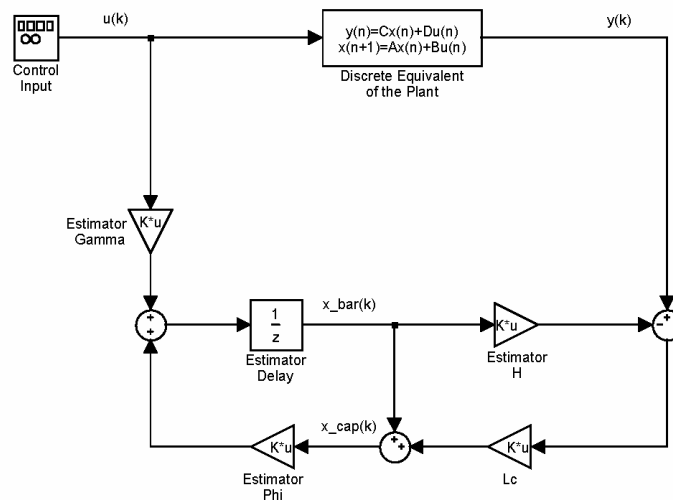 u(k)
y(k)
y(n)=Cx(n)+Du(n)
x(n+1)=Ax(n)+Bu(n)
Control
Input
Discrete Equivalent
of the Plant
K*u
Estimator
Gamma
+
+
1
z
x_bar(k)
K*u
−
+
Estimator
Delay
Estimator
H
x_cap(k)
K*u
+
+
K*u
Estimator
Phi
Lc